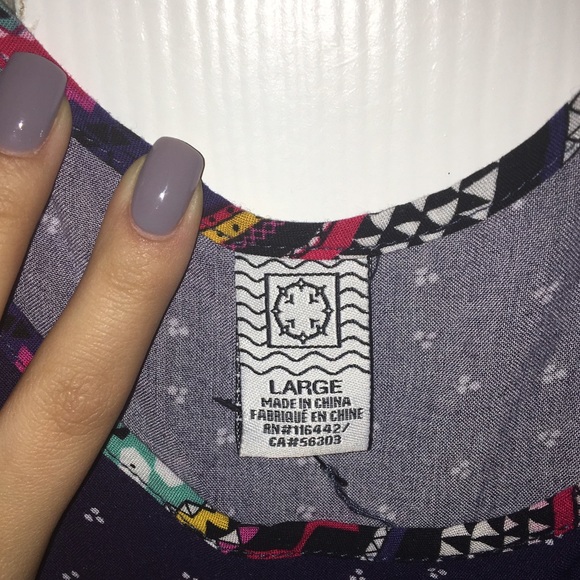 LARGE
MADE IN CHINA
FABRIQUÉ EN CHINE
RN#116442/
CA#56303